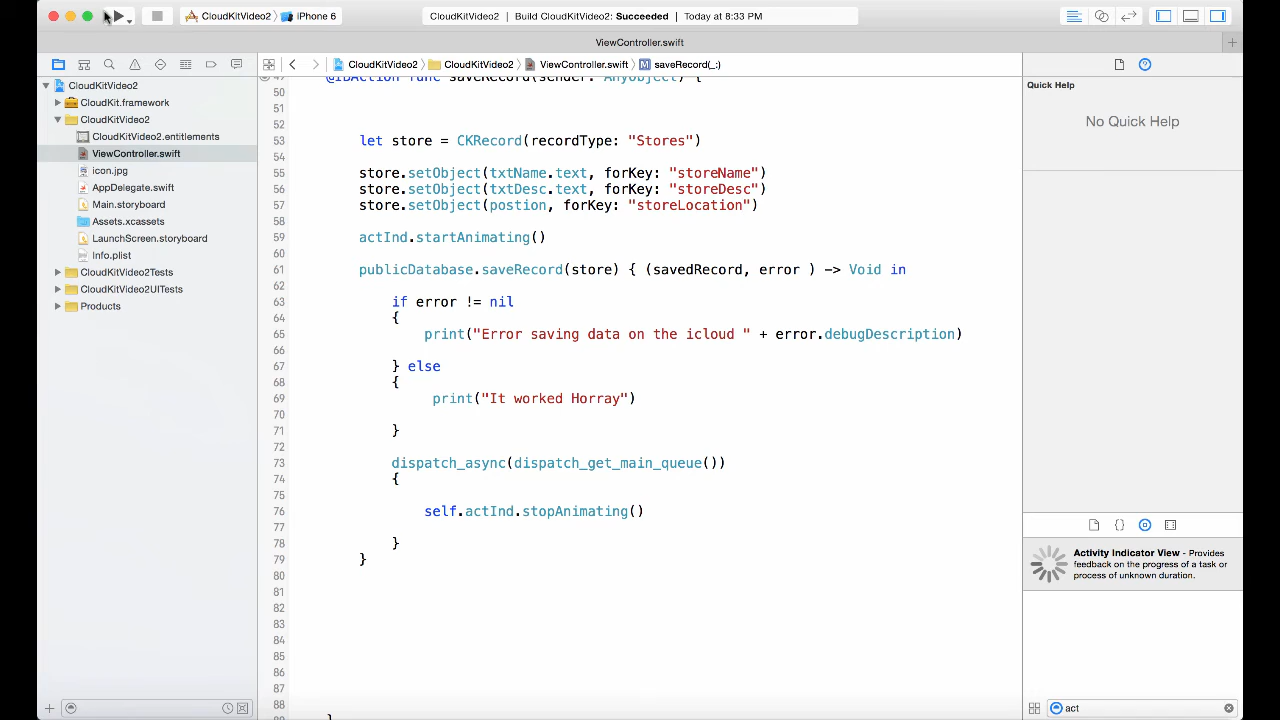 CloudKitVideo2 > iPhone 6
CloudKitVideo2 | Build CloudKitVideo2: Succeeded | Today at 8:33 PM
ViewController.swift
CloudKitVideo2 > CloudKitVideo2 > ViewController.swift > M saveRecord(_:)
CloudKitVideo2
CloudKit.framework
CloudKitVideo2
CloudKitVideo2.entitlements
ViewController.swift
icon.jpg
AppDelegate.swift
Main.storyboard
Assets.xcassets
LaunchScreen.storyboard
Info.plist
CloudKitVideo2Tests
CloudKitVideo2UITests
Products
49 @IBAction func saveRecord(sender: AnyObject) {
50
51
52
53 let store = CKRecord(recordType: "Stores")
54
55 store.setObject(txtName.text, forKey: "storeName")
56 store.setObject(txtDesc.text, forKey: "storeDesc")
57 store.setObject(postion, forKey: "storeLocation")
58
59 actInd.startAnimating()
60
61 publicDatabase.saveRecord(store) { (savedRecord, error ) -> Void in
62
63 if error != nil
64 {
65 print("Error saving data on the icloud " + error.debugDescription)
66
67 } else
68 {
69 print("It worked Horray")
70
71 }
72
73 dispatch_async(dispatch_get_main_queue())
74 {
75
76 self.actInd.stopAnimating()
77
78 }
79 }
80
81
82
83
84
85
86
87
88
Quick Help
No Quick Help
Activity Indicator View - Provides
feedback on the progress of a task or
process of unknown duration.
act